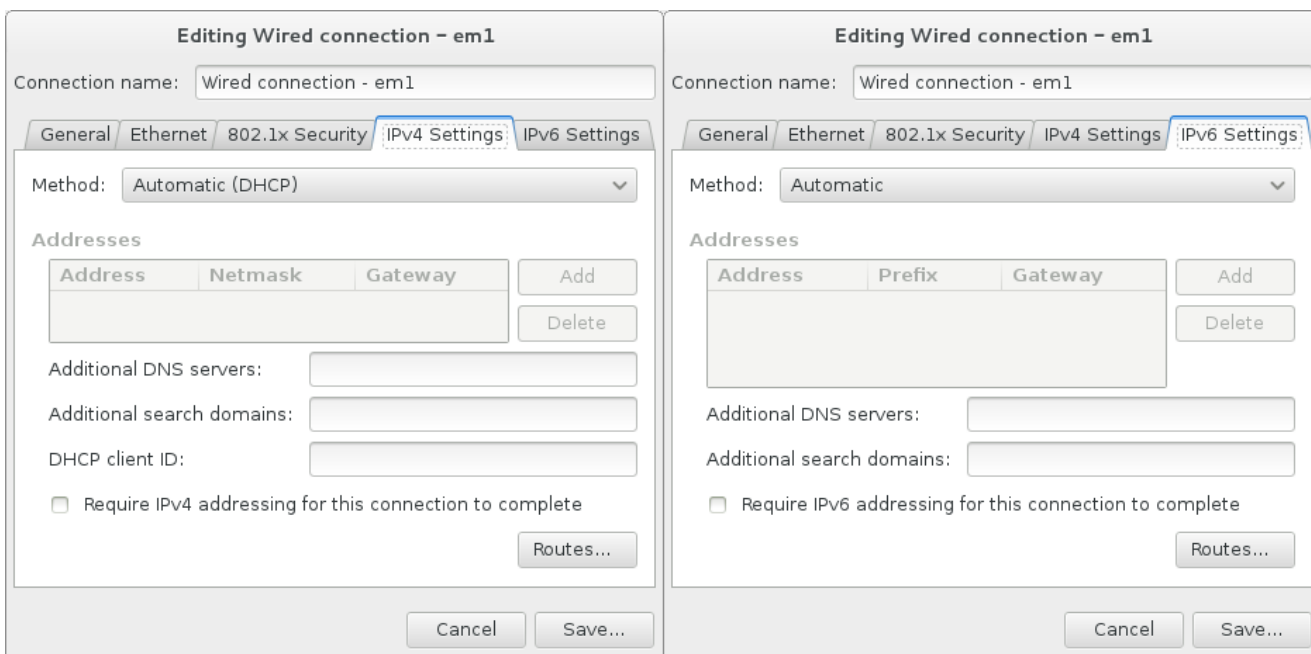 Editing Wired connection – em1
Connection name: Wired connection - em1
General Ethernet 802.1x Security IPv4 Settings IPv6 Settings
Method: Automatic (DHCP)
Addresses
Address Netmask Gateway Add
Delete
Additional DNS servers:
Additional search domains:
DHCP client ID:
Require IPv4 addressing for this connection to complete
Routes...
Cancel Save...
Editing Wired connection – em1
Connection name: Wired connection - em1
General Ethernet 802.1x Security IPv4 Settings IPv6 Settings
Method: Automatic
Addresses
Address Prefix Gateway Add
Delete
Additional DNS servers:
Additional search domains:
Require IPv6 addressing for this connection to complete
Routes...
Cancel Save...